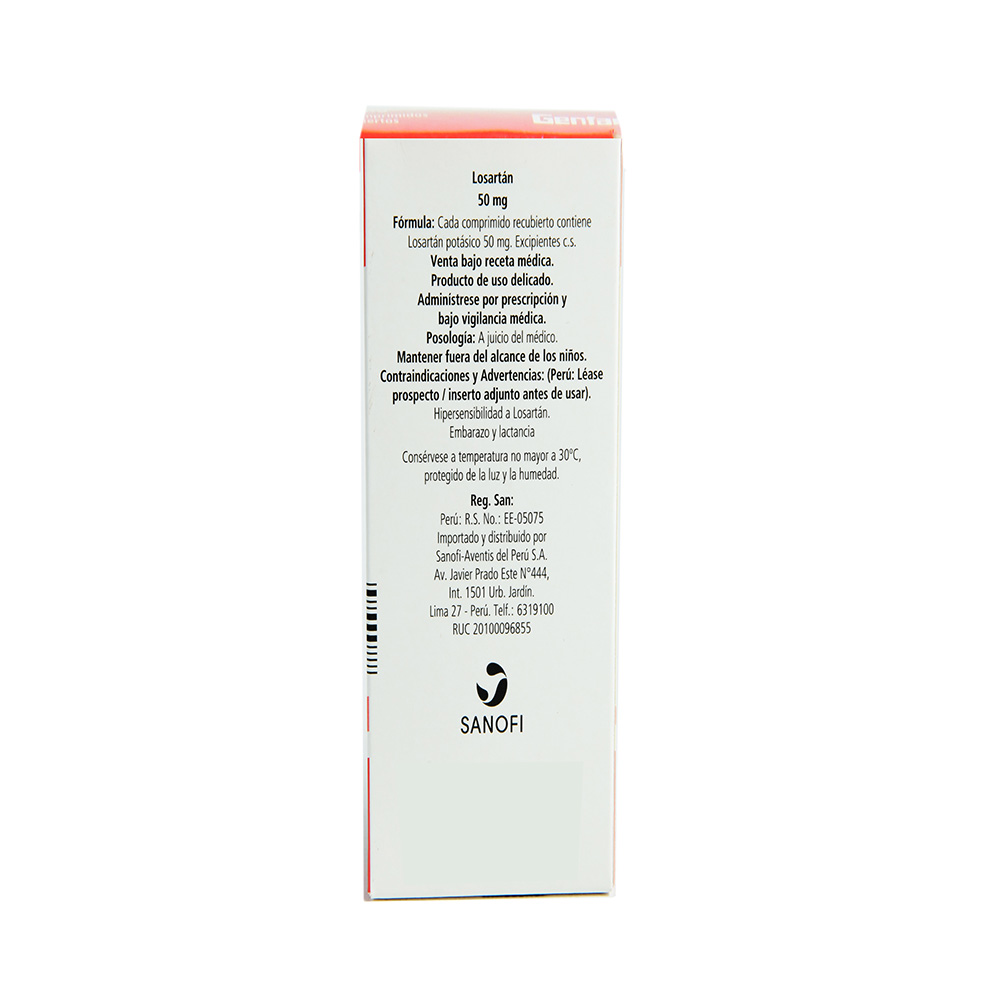 Losartán
50 mg
Fórmula: Cada comprimido recubierto contiene
Losartán potásico 50 mg. Excipientes c.s.
Venta bajo receta médica.
Producto de uso delicado.
Adminístrese por prescripción y
bajo vigilancia médica.
Posología: A juicio del médico.
Mantener fuera del alcance de los niños.
Contraindicaciones y Advertencias: (Perú: Léase
prospecto / inserto adjunto antes de usar).
Hipersensibilidad a Losartán.
Embarazo y lactancia
Consérvese a temperatura no mayor a 30°C,
protegido de la luz y la humedad.
Reg. San:
Perú: R.S. No.: EE-05075
Importado y distribuido por
Sanofi-Aventis del Perú S.A.
Av. Javier Prado Este N°444,
Int. 1501 Urb. Jardín.
Lima 27 - Perú. Telf.: 6319100
RUC 20100096855
SANOFI